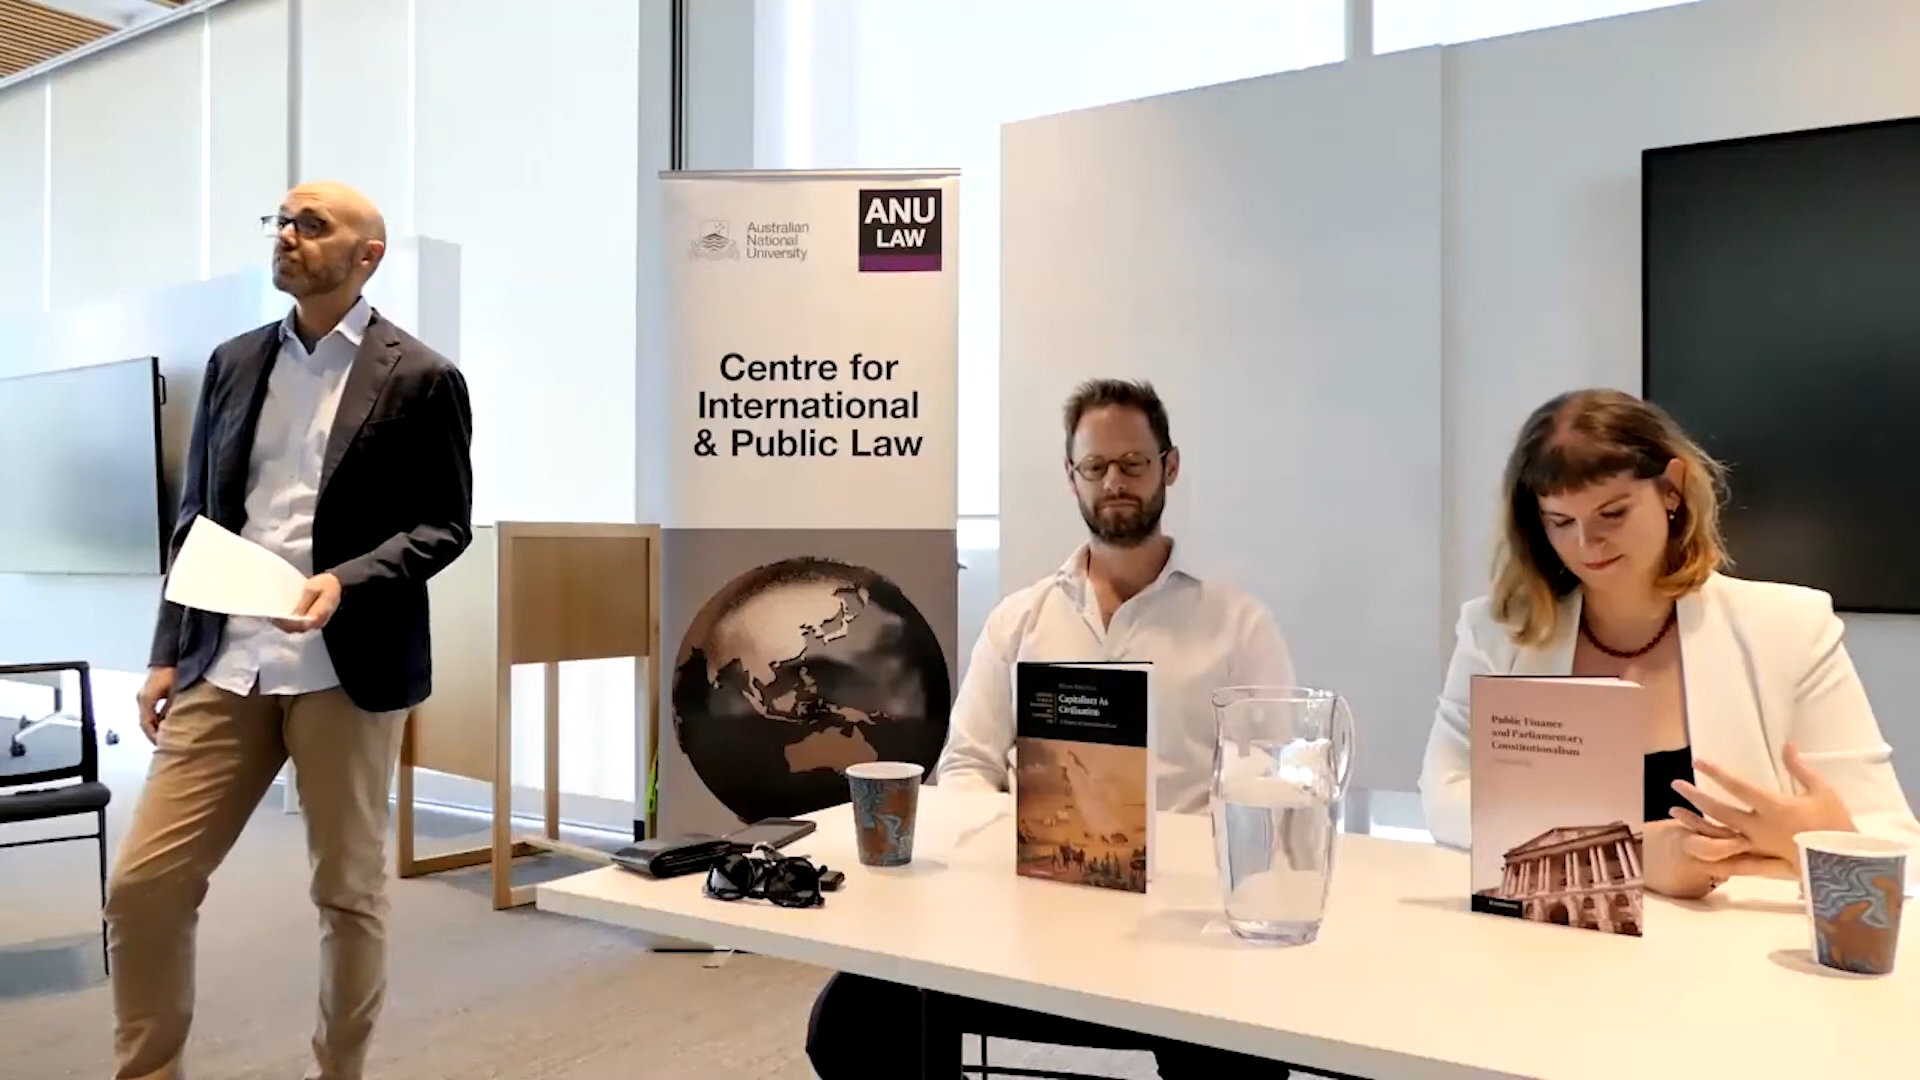 Australian
National
University
ANU
LAW
Centre for
International
& Public Law
Capitalism As
Civilisation
Public Finance
and Parliamentary
Constitutionalism